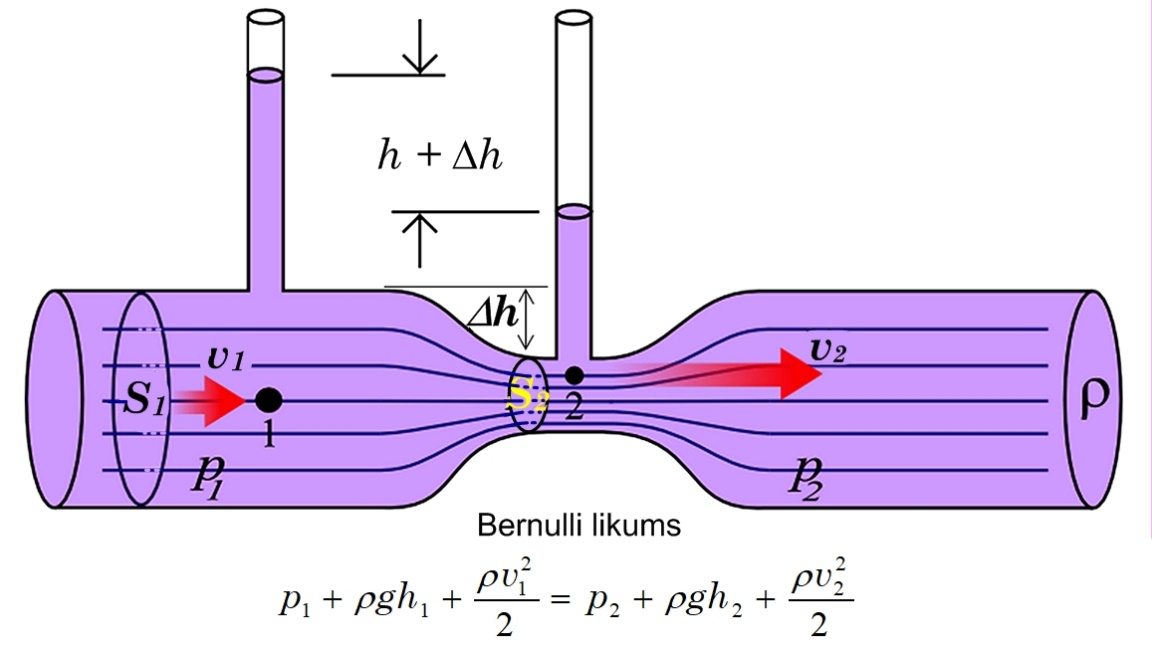 h + Δh
Δh
v1
v2
S1
S2
1
2
ρ
p1
p2
Bernulli likums
p₁ + ρgh₁ + ρv₁²/2 = p₂ + ρgh₂ + ρv₂²/2